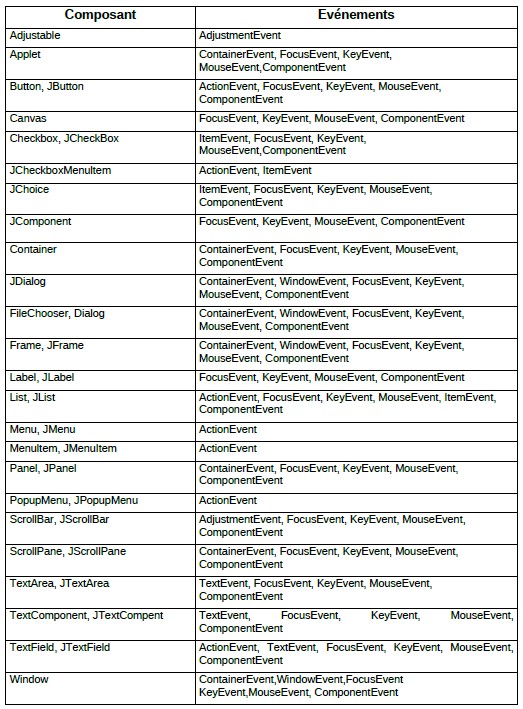 Composant Evénements
Adjustable AdjustmentEvent
Applet ContainerEvent, FocusEvent, KeyEvent,
MouseEvent,ComponentEvent
Button, JButton ActionEvent, FocusEvent, KeyEvent, MouseEvent,
ComponentEvent
Canvas FocusEvent, KeyEvent, MouseEvent, ComponentEvent
Checkbox, JCheckBox ItemEvent, FocusEvent, KeyEvent,
MouseEvent,ComponentEvent
JCheckboxMenuItem ActionEvent, ItemEvent
JChoice ItemEvent, FocusEvent, KeyEvent, MouseEvent,
ComponentEvent
JComponent FocusEvent, KeyEvent, MouseEvent, ComponentEvent
Container ContainerEvent, FocusEvent, KeyEvent, MouseEvent,
ComponentEvent
JDialog ContainerEvent, WindowEvent, FocusEvent, KeyEvent,
MouseEvent, ComponentEvent
FileChooser, Dialog ContainerEvent, WindowEvent, FocusEvent, KeyEvent,
MouseEvent, ComponentEvent
Frame, JFrame ContainerEvent, WindowEvent, FocusEvent, KeyEvent,
MouseEvent, ComponentEvent
Label, JLabel FocusEvent, KeyEvent, MouseEvent, ComponentEvent
List, JList ActionEvent, FocusEvent, KeyEvent, MouseEvent, ItemEvent,
ComponentEvent
Menu, JMenu ActionEvent
MenuItem, JMenuItem ActionEvent
Panel, JPanel ContainerEvent, FocusEvent, KeyEvent, MouseEvent,
ComponentEvent
PopupMenu, JPopupMenu ActionEvent
ScrollBar, JScrollBar AdjustmentEvent, FocusEvent, KeyEvent, MouseEvent,
ComponentEvent
ScrollPane, JScrollPane ContainerEvent, FocusEvent, KeyEvent, MouseEvent,
ComponentEvent
TextArea, JTextArea TextEvent, FocusEvent, KeyEvent, MouseEvent,
ComponentEvent
TextComponent, JTextCompent TextEvent, FocusEvent, KeyEvent, MouseEvent,
ComponentEvent
TextField, JTextField ActionEvent, TextEvent, FocusEvent, KeyEvent, MouseEvent,
ComponentEvent
Window ContainerEvent,WindowEvent,FocusEvent
KeyEvent,MouseEvent, ComponentEvent